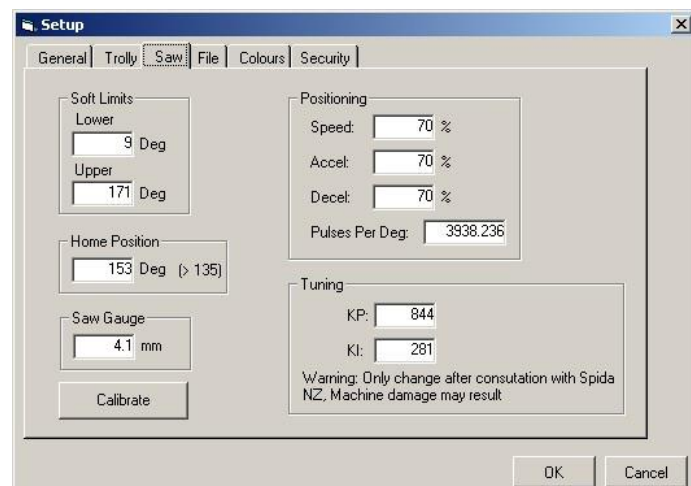 Setup
General Trolly Saw File Colours Security
Soft Limits
Lower
9 Deg
Upper
171 Deg
Home Position
153 Deg (> 135)
Saw Gauge
4.1 mm
Calibrate
Positioning
Speed: 70 %
Accel: 70 %
Decel: 70 %
Pulses Per Deg: 3938.236
Tuning
KP: 844
KI: 281
Warning: Only change after consutation with Spida
NZ, Machine damage may result
OK Cancel